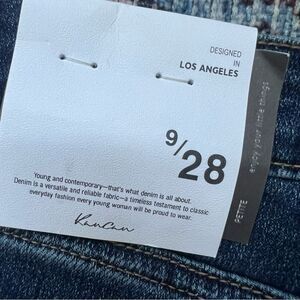 DESIGNED
IN
LOS ANGELES
9/28
Young and contemporary—that's what denim is all about.
Denim is a versatile and reliable fabric—a timeless testament to classic
everyday fashion every young woman will be proud to wear.
KanCan
PETITE
enjoy your little things